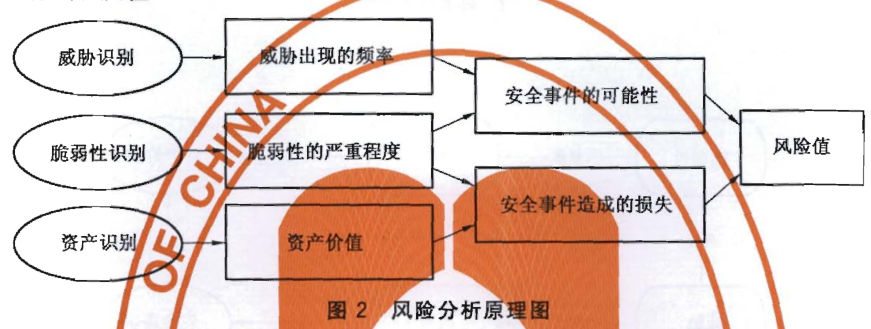 威胁识别
威胁出现的频率
安全事件的可能性
脆弱性识别
脆弱性的严重程度
风险值
安全事件造成的损失
资产识别
资产价值
OF CHINA
图 2 风险分析原理图